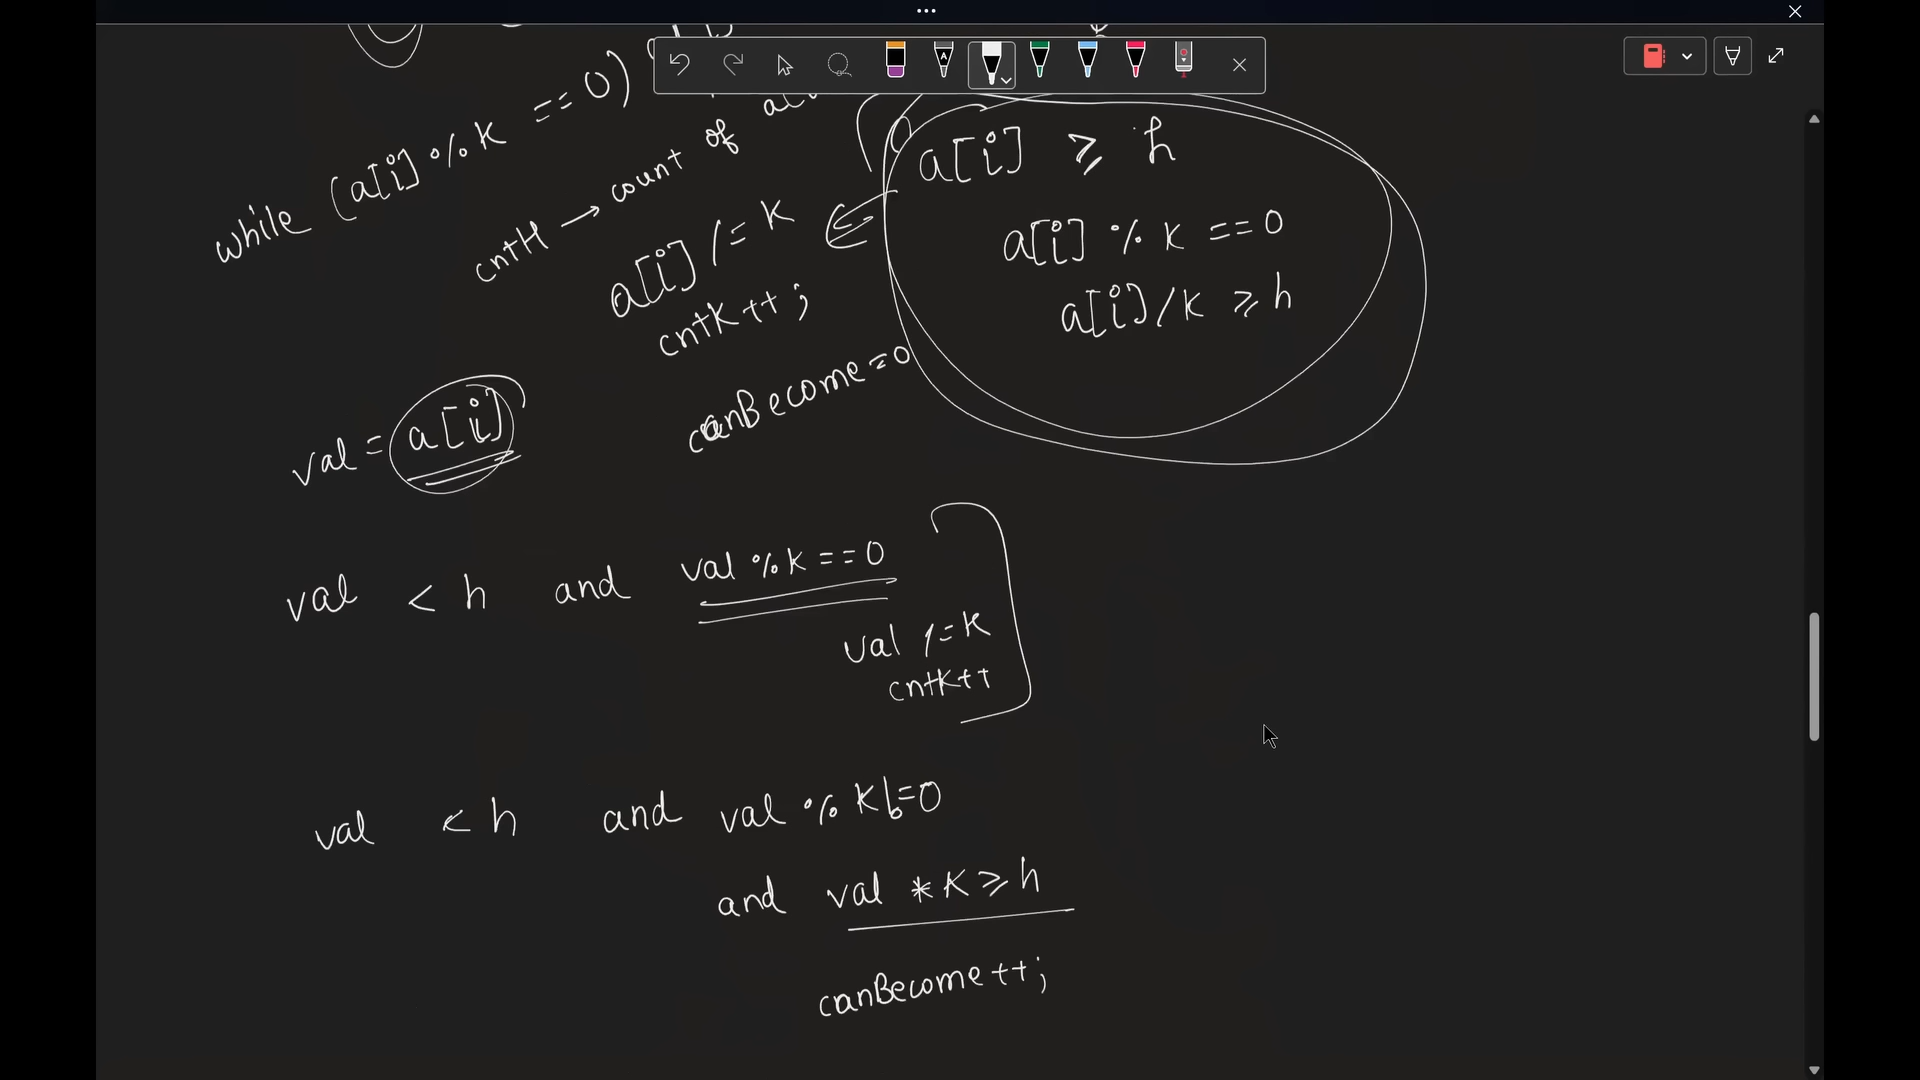 while (a[i] % K == 0)
cntH → count of
a[i] /= K
cntK++;
canBecome = 0
a[i] ≥ h
a[i] % K == 0
a[i]/K ≥ h
val = a[i]
val < h and val % K == 0
val /= K
cntK++
val < h and val % K != 0
and val * K ≥ h
canBecome++;